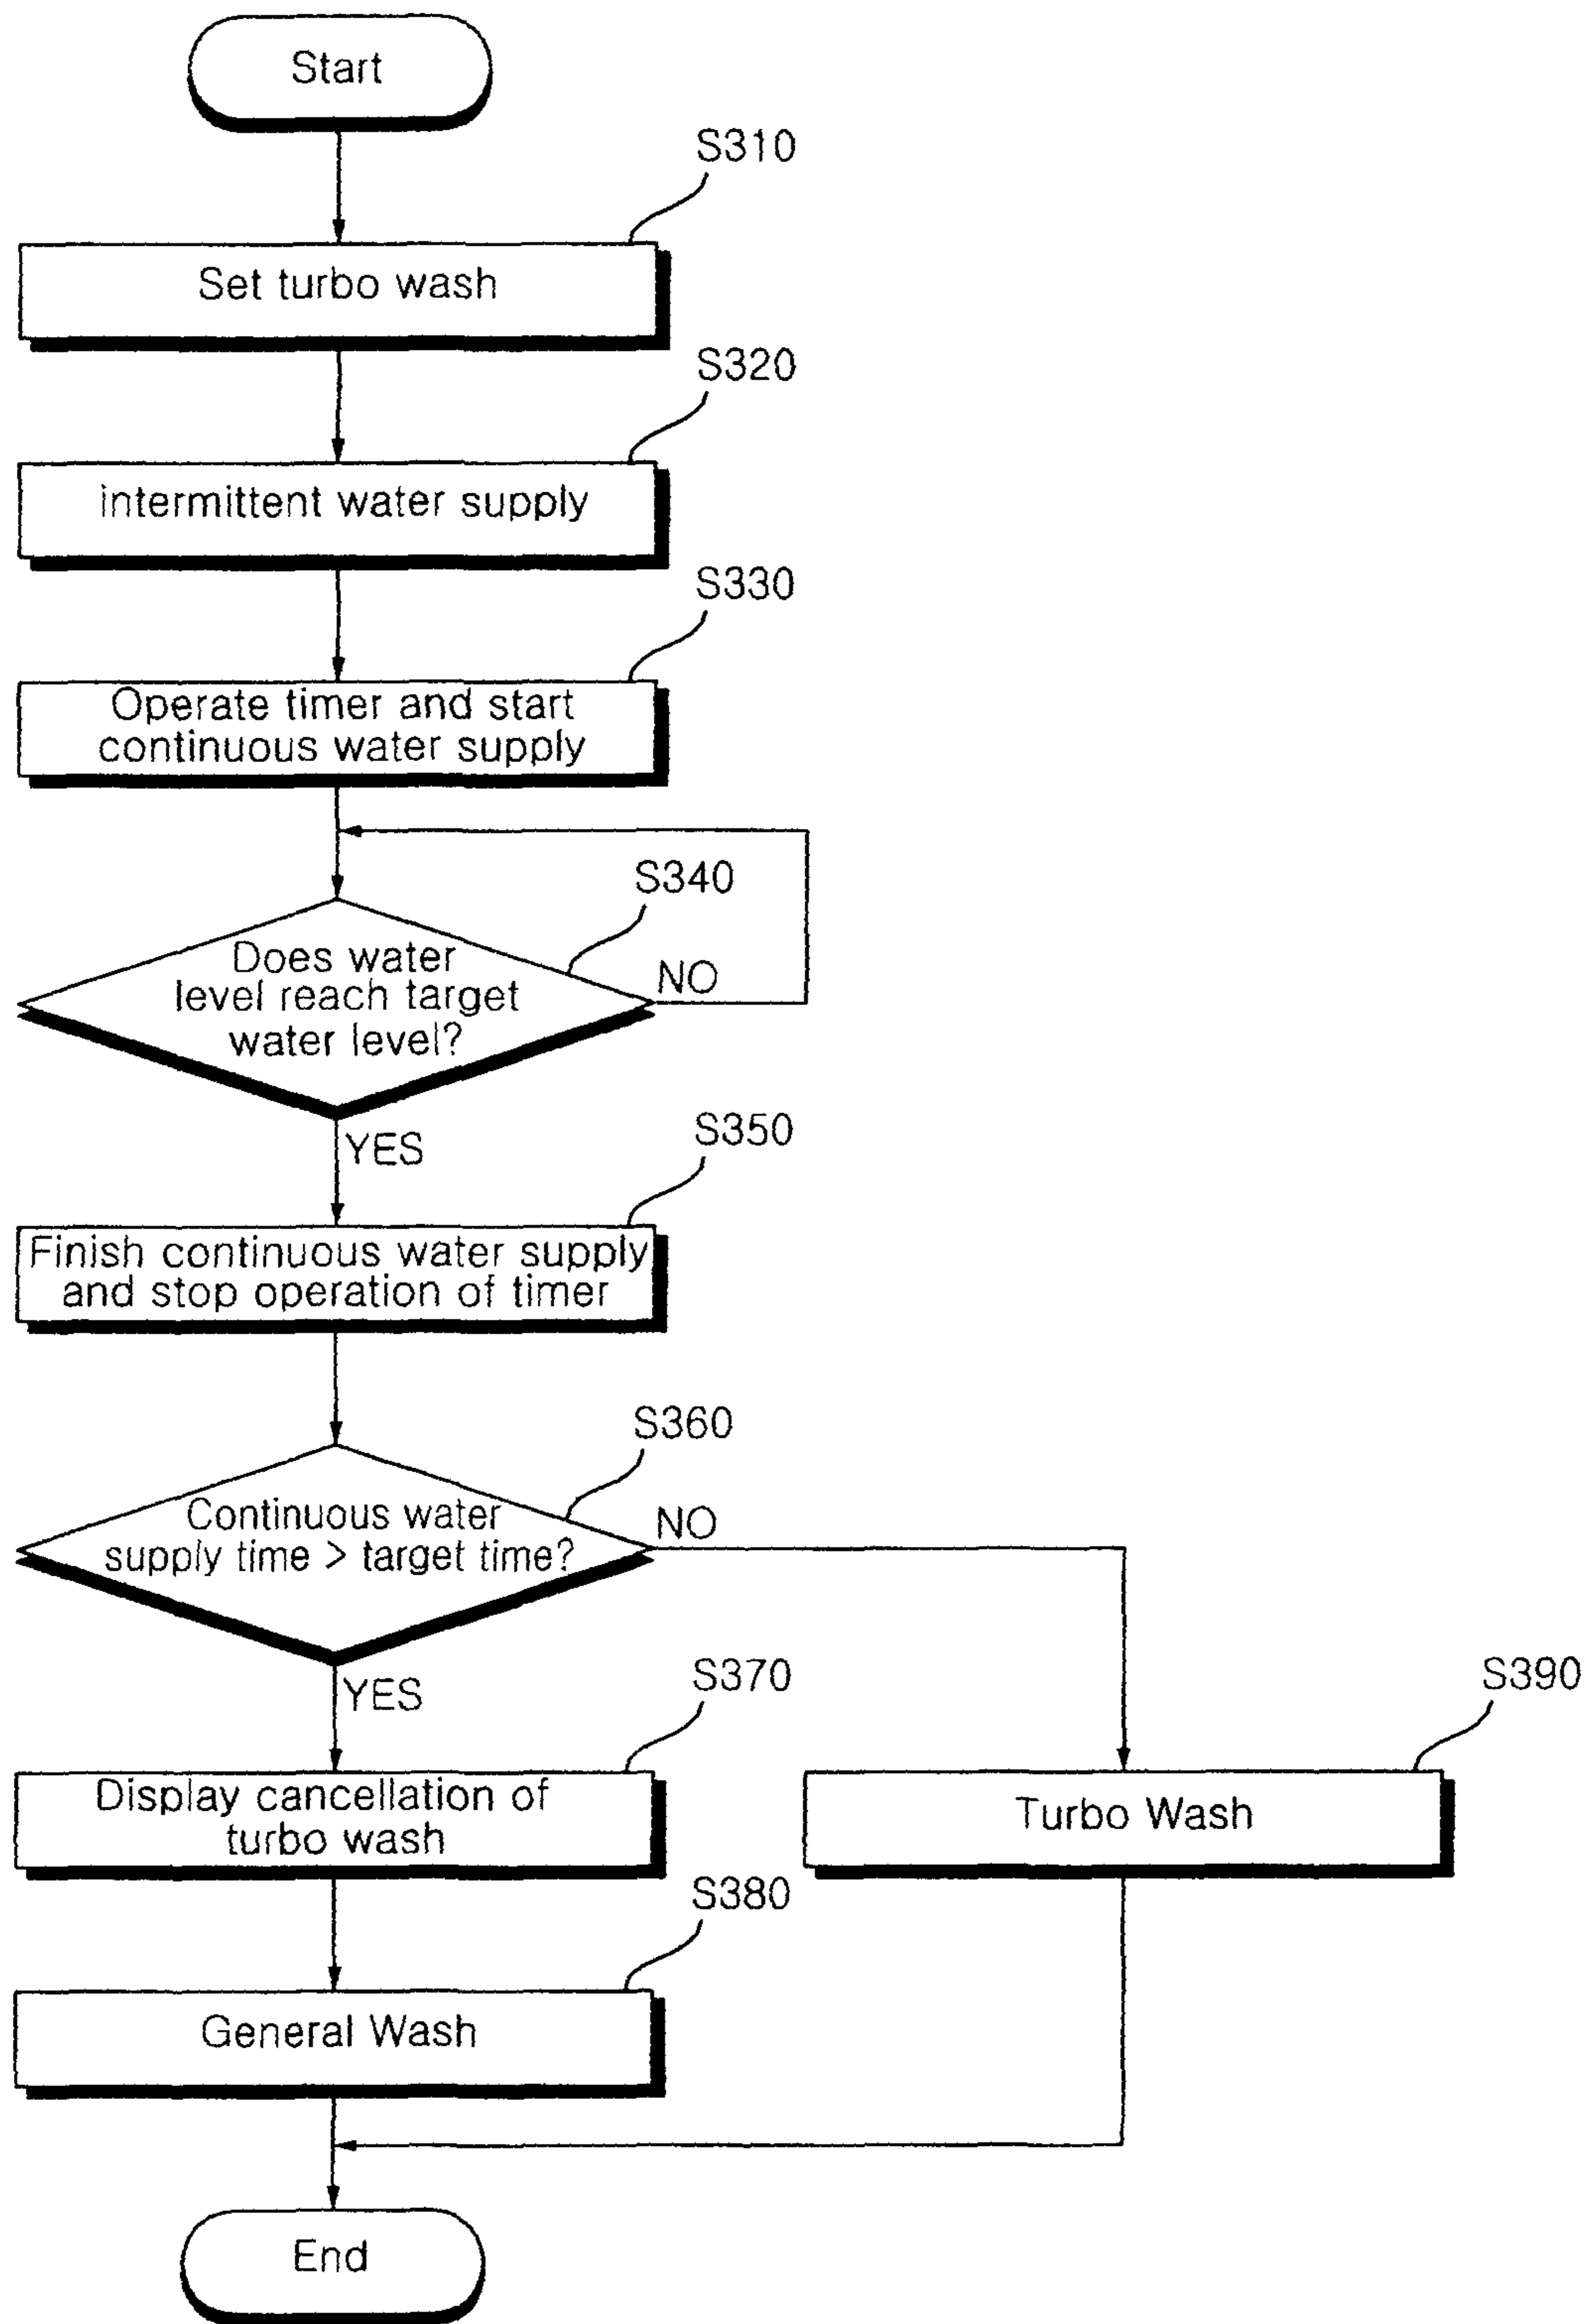 Start
S310
Set turbo wash
S320
intermittent water supply
S330
Operate timer and start
continuous water supply
S340
Does water
level reach target
water level?
NO
YES
S350
Finish continuous water supply
and stop operation of timer
S360
Continuous water
supply time > target time?
NO
YES
S370
Display cancellation of
turbo wash
S390
Turbo Wash
S380
General Wash
End